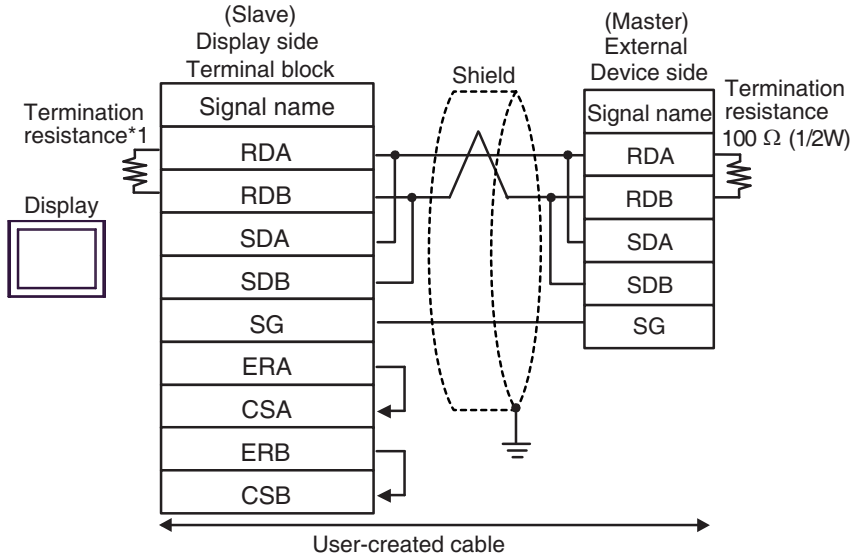 (Slave)
Display side
Terminal block
(Master)
External
Device side
Shield
Termination
resistance*1
Termination
resistance
100 Ω (1/2W)
Display
Signal name
RDA
RDB
SDA
SDB
SG
ERA
CSA
ERB
CSB
Signal name
RDA
RDB
SDA
SDB
SG
User-created cable